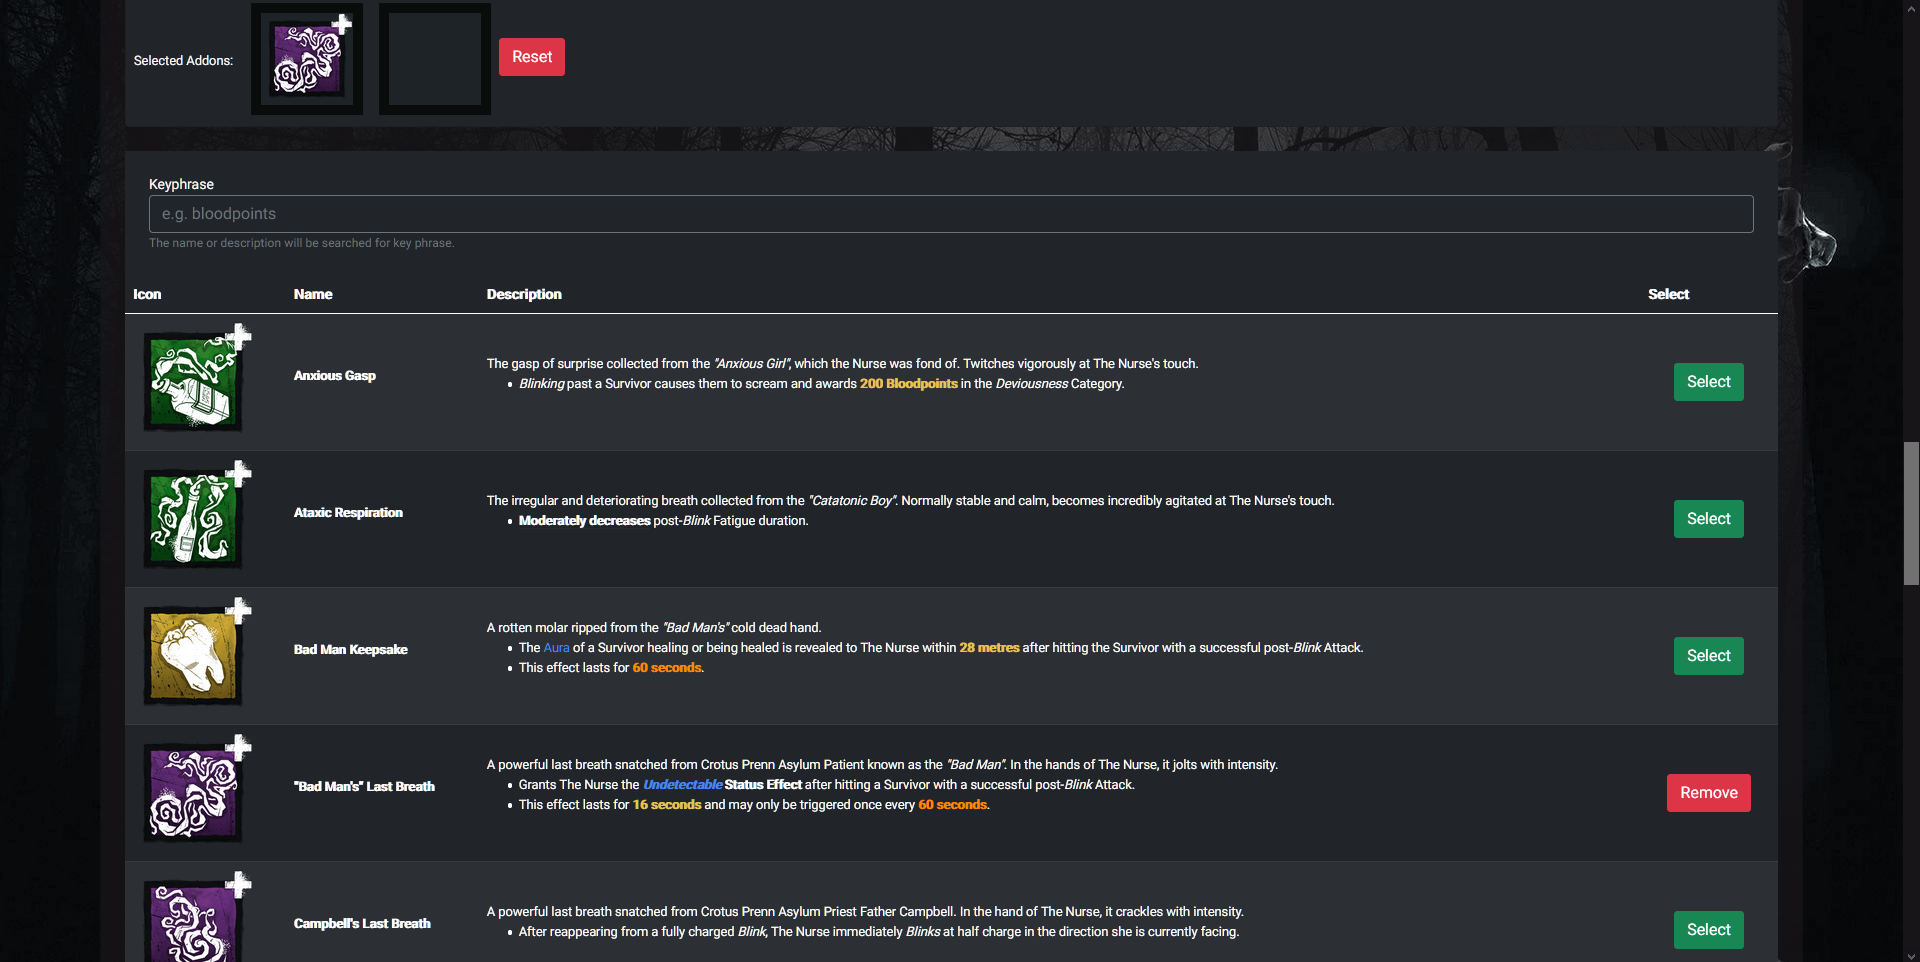 Selected Addons:
Reset
Keyphrase
e.g. bloodpoints
The name or description will be searched for key phrase.
Icon Name Description Select
Anxious Gasp
The gasp of surprise collected from the "Anxious Girl", which the Nurse was fond of. Twitches vigorously at The Nurse's touch.
• Blinking past a Survivor causes them to scream and awards 200 Bloodpoints in the Deviousness Category.
Select
Ataxic Respiration
The irregular and deteriorating breath collected from the "Catatonic Boy". Normally stable and calm, becomes incredibly agitated at The Nurse's touch.
• Moderately decreases post-Blink Fatigue duration.
Select
Bad Man Keepsake
A rotten molar ripped from the "Bad Man's" cold dead hand.
• The Aura of a Survivor healing or being healed is revealed to The Nurse within 28 metres after hitting the Survivor with a successful post-Blink Attack.
• This effect lasts for 60 seconds.
Select
"Bad Man's" Last Breath
A powerful last breath snatched from Crotus Prenn Asylum Patient known as the "Bad Man". In the hands of The Nurse, it jolts with intensity.
• Grants The Nurse the Undetectable Status Effect after hitting a Survivor with a successful post-Blink Attack.
• This effect lasts for 16 seconds and may only be triggered once every 60 seconds.
Remove
Campbell's Last Breath
A powerful last breath snatched from Crotus Prenn Asylum Priest Father Campbell. In the hand of The Nurse, it crackles with intensity.
• After reappearing from a fully charged Blink, The Nurse immediately Blinks at half charge in the direction she is currently facing.
Select